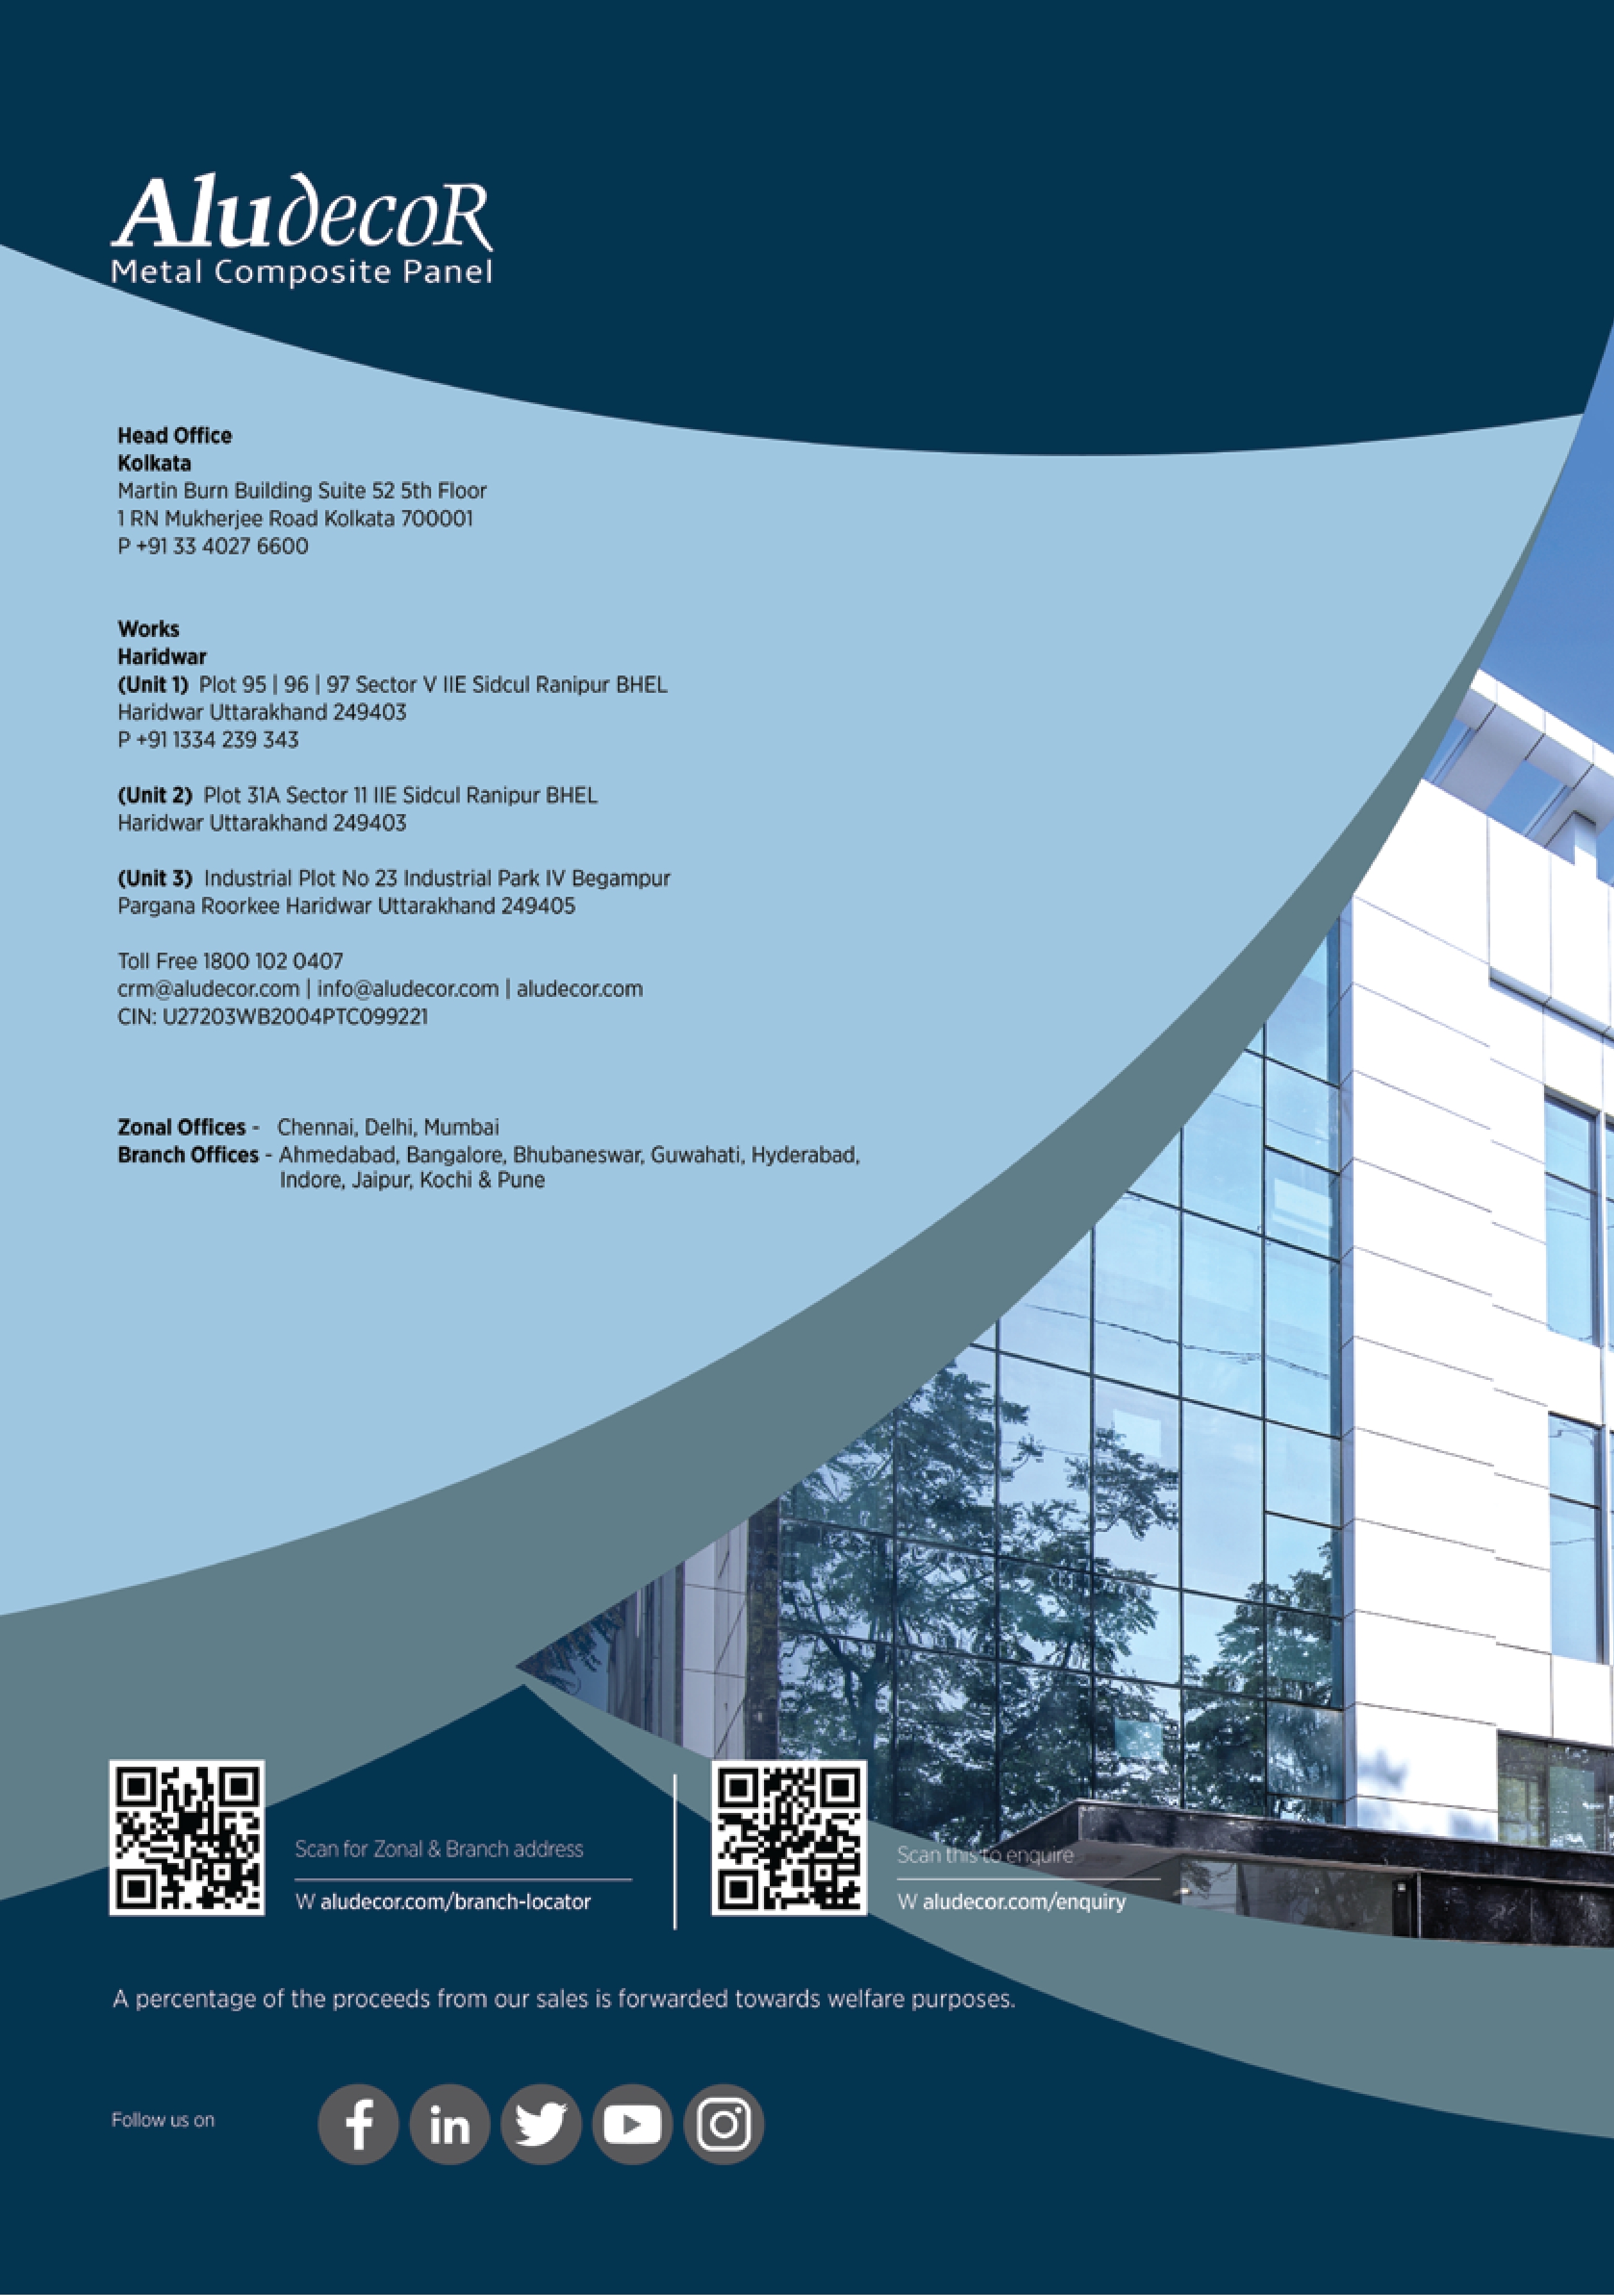 AludecoR
Metal Composite Panel
Head Office
Kolkata
Martin Burn Building Suite 52 5th Floor
1 RN Mukherjee Road Kolkata 700001
P +91 33 4027 6600
Works
Haridwar
(Unit 1) Plot 95 | 96 | 97 Sector V IIE Sidcul Ranipur BHEL
Haridwar Uttarakhand 249403
P +91 1334 239 343
(Unit 2) Plot 31A Sector 11 IIE Sidcul Ranipur BHEL
Haridwar Uttarakhand 249403
(Unit 3) Industrial Plot No 23 Industrial Park IV Begampur
Pargana Roorkee Haridwar Uttarakhand 249405
Toll Free 1800 102 0407
crm@aludecor.com | info@aludecor.com | aludecor.com
CIN: U27203WB2004PTC099221
Zonal Offices - Chennai, Delhi, Mumbai
Branch Offices - Ahmedabad, Bangalore, Bhubaneswar, Guwahati, Hyderabad,
Indore, Jaipur, Kochi & Pune
Scan for Zonal & Branch address
W aludecor.com/branch-locator
Scan this to enquire
W aludecor.com/enquiry
A percentage of the proceeds from our sales is forwarded towards welfare purposes.
Follow us on